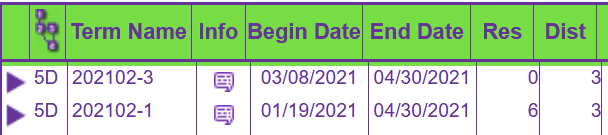 Term Name Info Begin Date End Date Res Dist
5D 202102-3 03/08/2021 04/30/2021 0 3
5D 202102-1 01/19/2021 04/30/2021 6 3